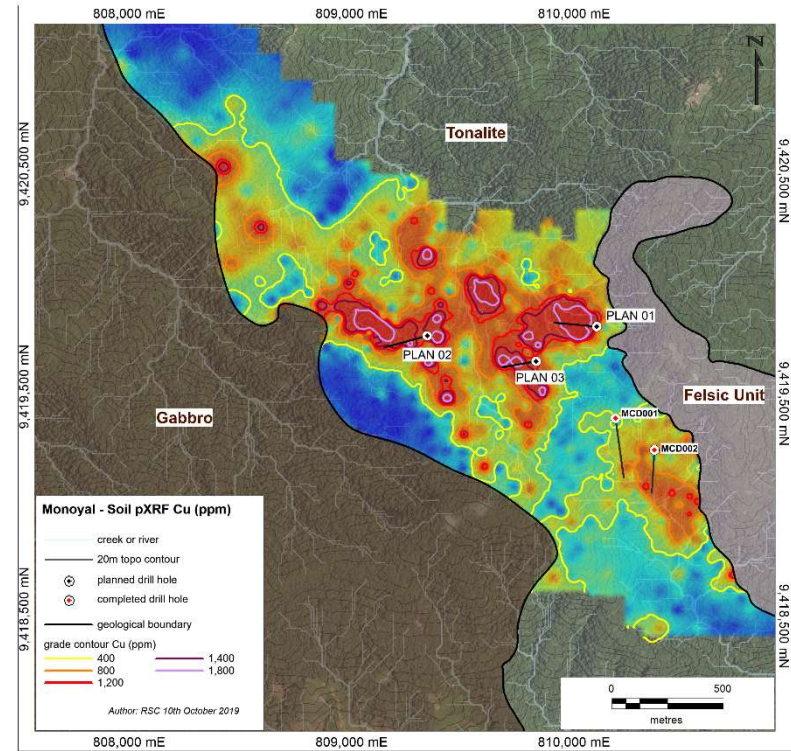 808,000 mE 809,000 mE 810,000 mE
N
9,420,500 mN
9,420,500 mN
Tonalite
PLAN 01
PLAN 02
PLAN 03
9,419,500 mN
9,419,500 mN
Felsic Unit
Gabbro
MCD001
MCD002
Monoyal - Soil pXRF Cu (ppm)
creek or river
20m topo contour
planned drill hole
completed drill hole
geological boundary
grade contour Cu (ppm)
400 1,400
800 1,800
1,200
Author: RSC 10th October 2019
9,418,500 mN
9,418,500 mN
0 500
metres
808,000 mE 809,000 mE 810,000 mE